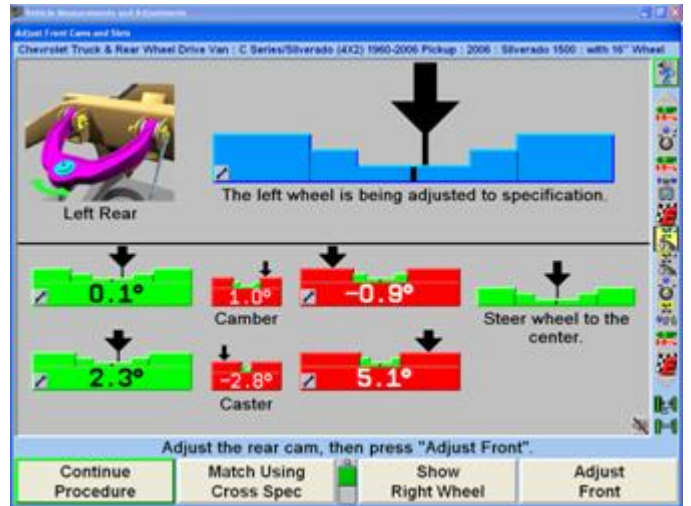 Vehicle Measurements and Adjustments
Adjust Front Cams and Slots
Chevrolet Truck & Rear Wheel Drive Van : C Series/Silverado (4X2) 1960-2006 Pickup : 2006 : Silverado 1500 : with 16" Wheel
The left wheel is being adjusted to specification.
Left Rear
0.1° 1.0° -0.9°
Camber
Steer wheel to the
center.
2.3° -2.8° 5.1°
Caster
Adjust the rear cam, then press "Adjust Front".
Continue
Procedure
Match Using
Cross Spec
Show
Right Wheel
Adjust
Front